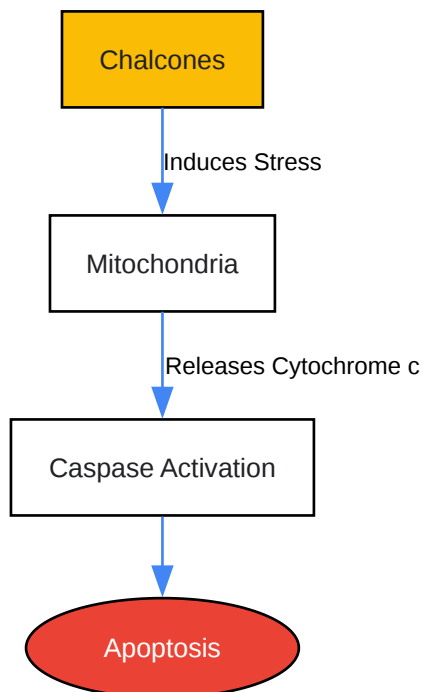 Chalcones
Induces Stress
Mitochondria
Releases Cytochrome c
Caspase Activation
Apoptosis